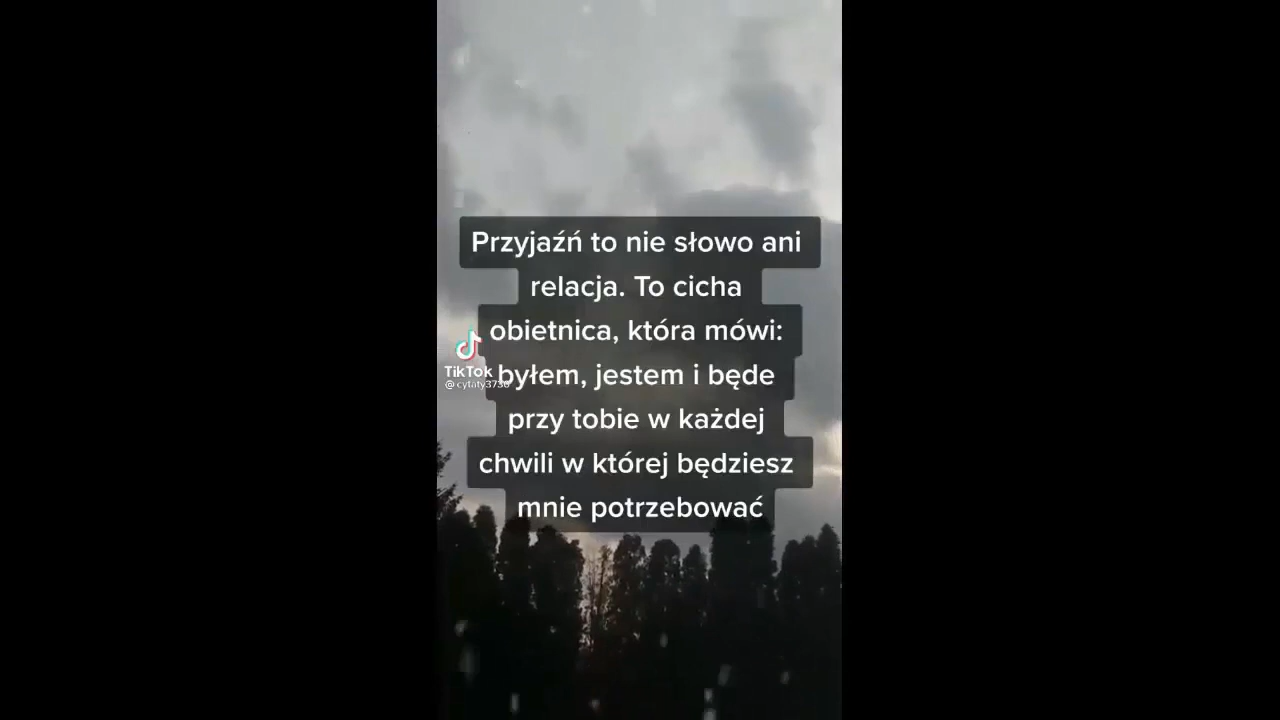 Przyjaźń to nie słowo ani
relacja. To cicha
obietnica, która mówi:
byłem, jestem i będe
przy tobie w każdej
chwili w której będziesz
mnie potrzebować
TikTok
@cytaty3730